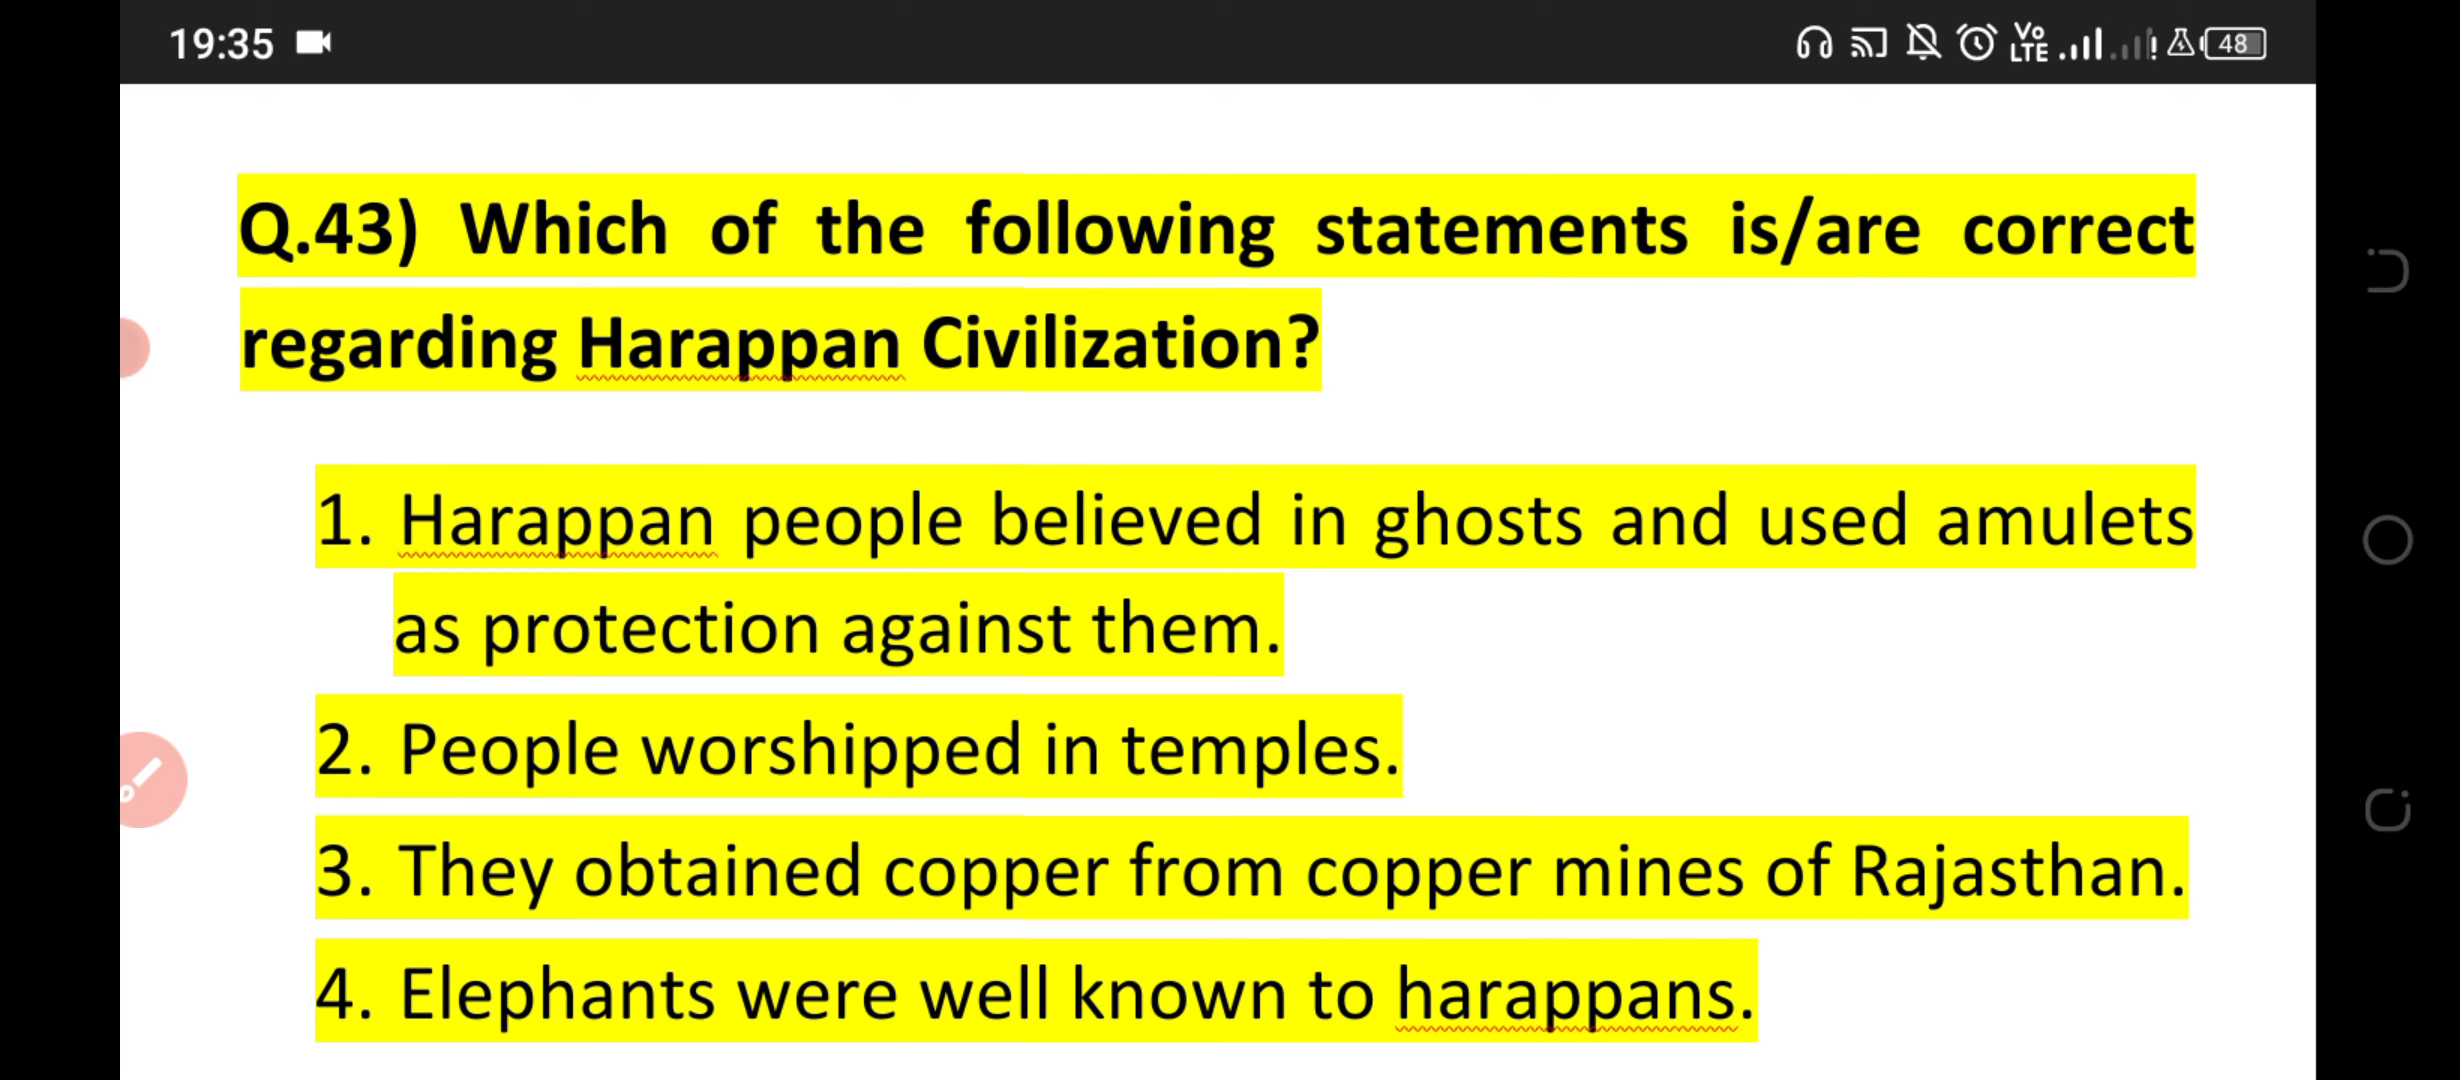 19:35 Vo LTE 48
Q.43) Which of the following statements is/are correct
regarding Harappan Civilization?
1. Harappan people believed in ghosts and used amulets
as protection against them.
2. People worshipped in temples.
3. They obtained copper from copper mines of Rajasthan.
4. Elephants were well known to harappans.